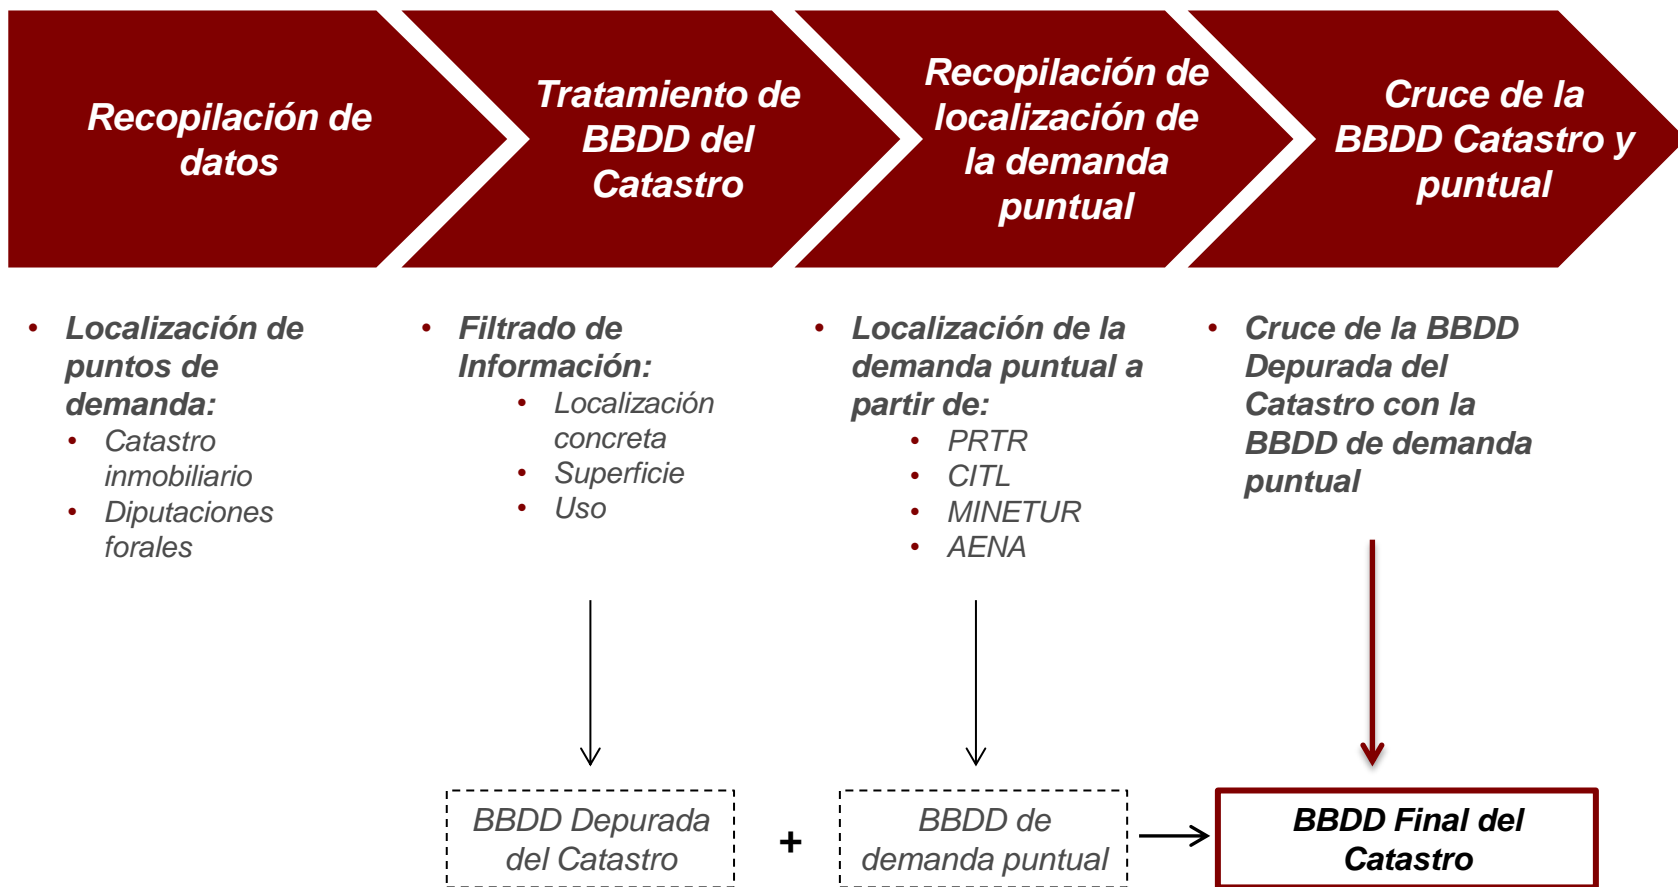 Recopilación de
datos
Tratamiento de
BBDD del
Catastro
Recopilación de
localización de
la demanda
puntual
Cruce de la
BBDD Catastro y
puntual
• Localización de
puntos de
demanda:
• Catastro
inmobiliario
• Diputaciones
forales
• Filtrado de
Información:
• Localización
concreta
• Superficie
• Uso
• Localización de la
demanda puntual a
partir de:
• PRTR
• CITL
• MINETUR
• AENA
• Cruce de la BBDD
Depurada del
Catastro con la
BBDD de demanda
puntual
BBDD Depurada
del Catastro
+
BBDD de
demanda puntual
BBDD Final del
Catastro